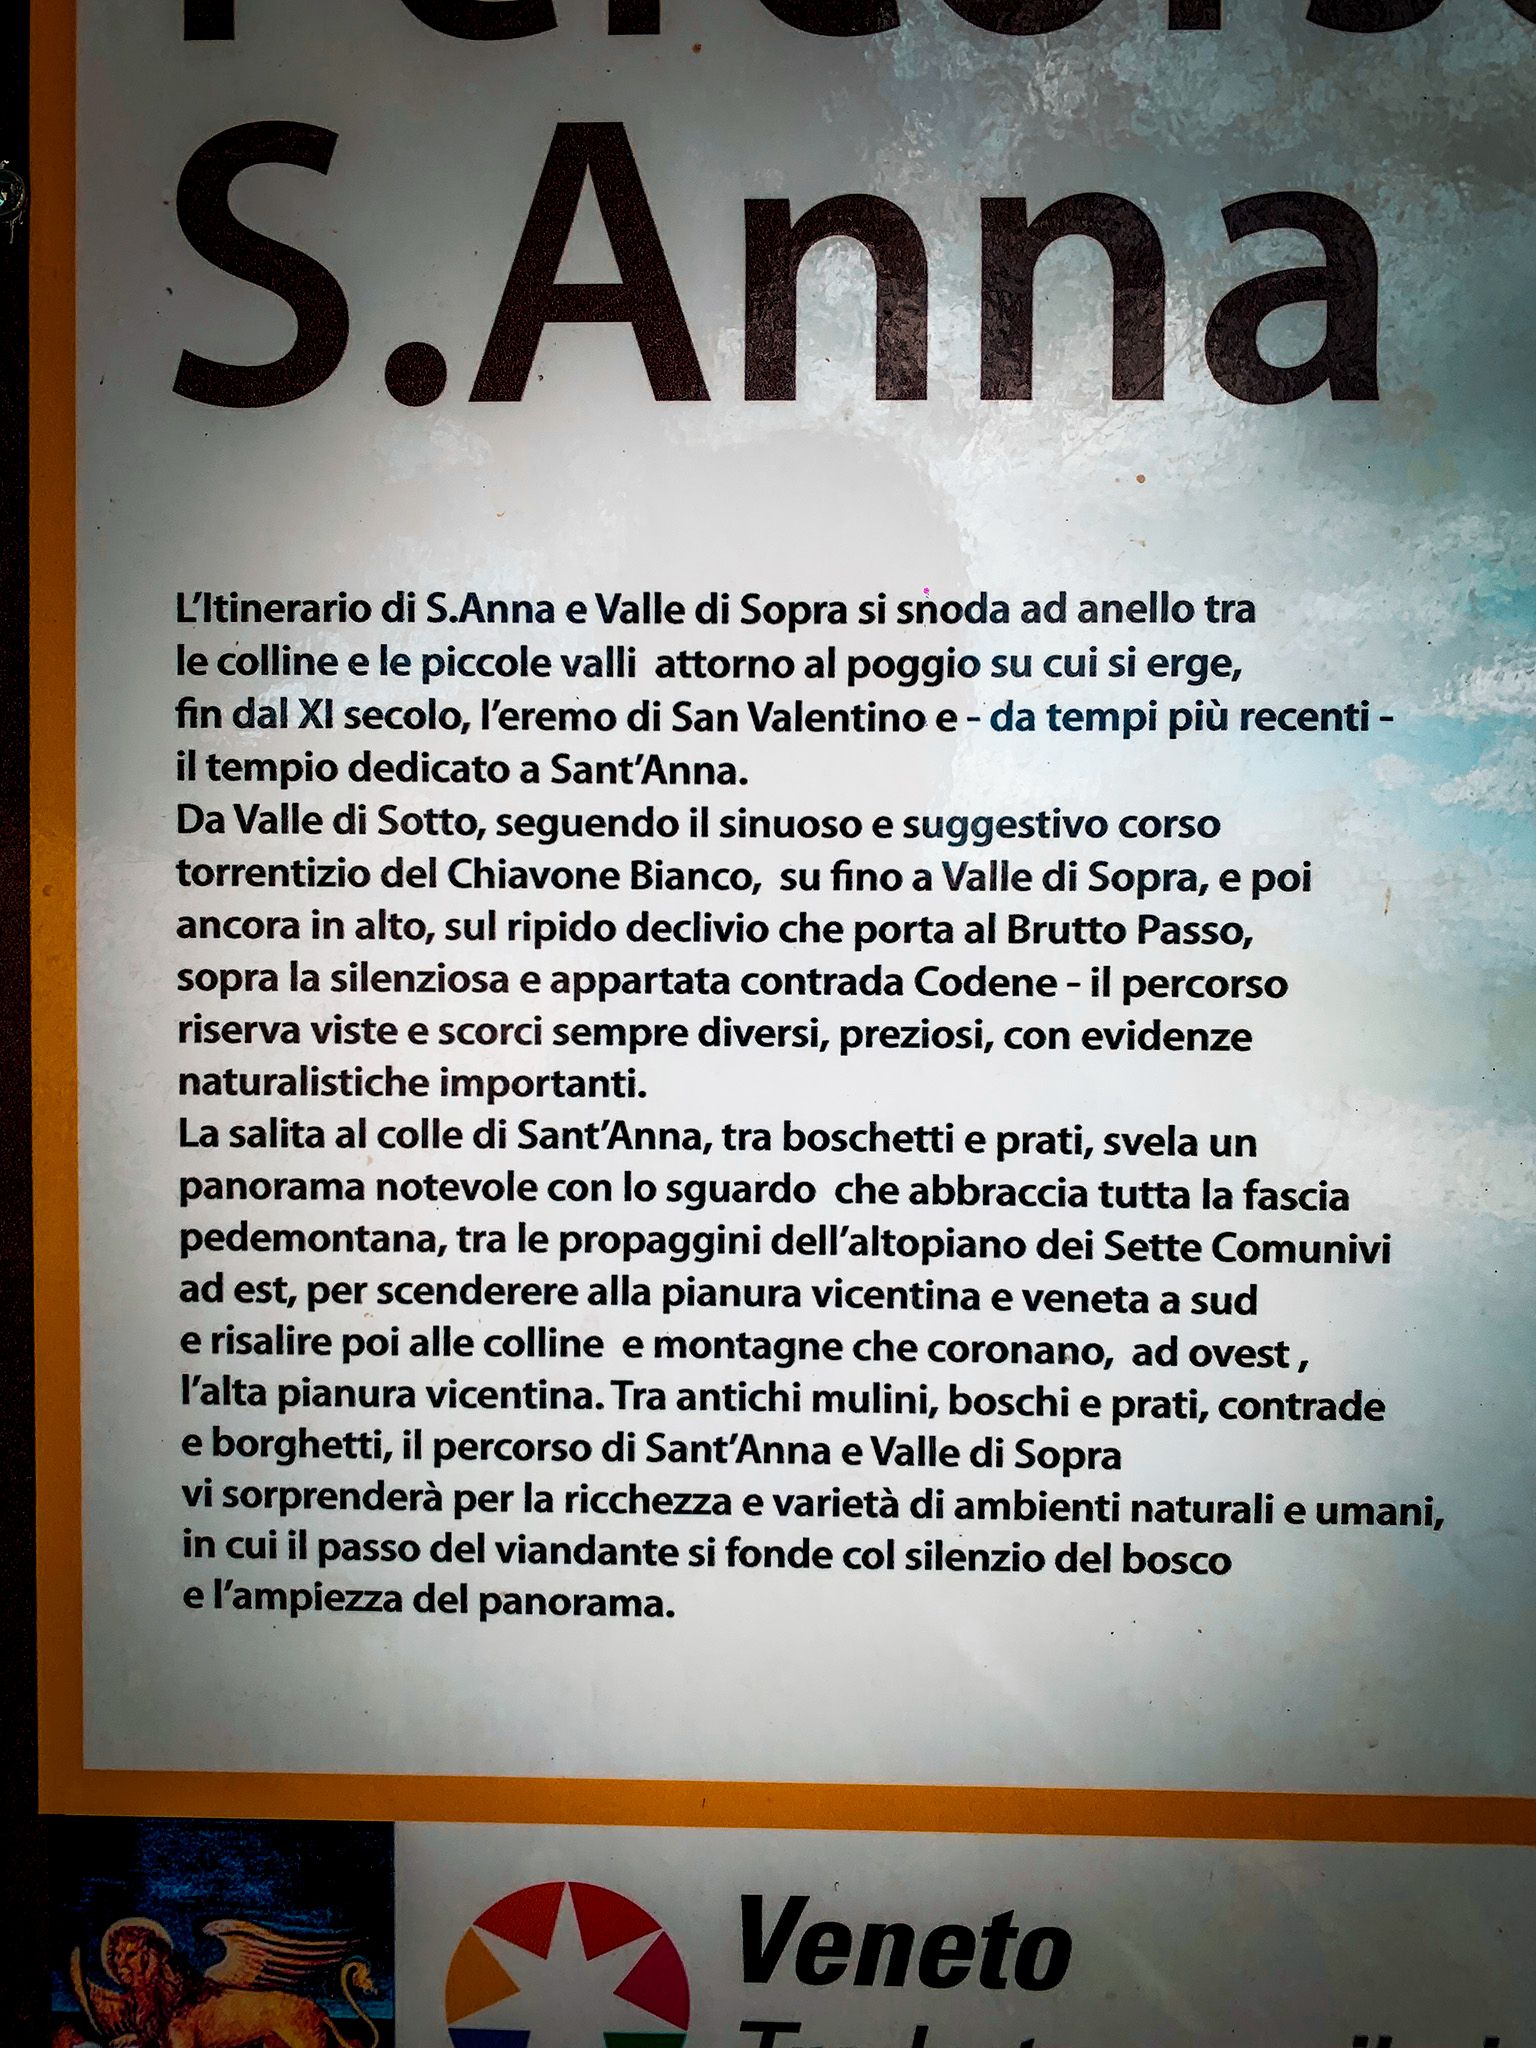 Percorso
S.Anna
L'Itinerario di S.Anna e Valle di Sopra si snoda ad anello tra
le colline e le piccole valli attorno al poggio su cui si erge,
fin dal XI secolo, l'eremo di San Valentino e - da tempi più recenti -
il tempio dedicato a Sant'Anna.
Da Valle di Sotto, seguendo il sinuoso e suggestivo corso
torrentizio del Chiavone Bianco, su fino a Valle di Sopra, e poi
ancora in alto, sul ripido declivio che porta al Brutto Passo,
sopra la silenziosa e appartata contrada Codene - il percorso
riserva viste e scorci sempre diversi, preziosi, con evidenze
naturalistiche importanti.
La salita al colle di Sant'Anna, tra boschetti e prati, svela un
panorama notevole con lo sguardo che abbraccia tutta la fascia
pedemontana, tra le propaggini dell'altopiano dei Sette Comunivi
ad est, per scenderere alla pianura vicentina e veneta a sud
e risalire poi alle colline e montagne che coronano, ad ovest ,
l'alta pianura vicentina. Tra antichi mulini, boschi e prati, contrade
e borghetti, il percorso di Sant'Anna e Valle di Sopra
vi sorprenderà per la ricchezza e varietà di ambienti naturali e umani,
in cui il passo del viandante si fonde col silenzio del bosco
e l'ampiezza del panorama.
Veneto